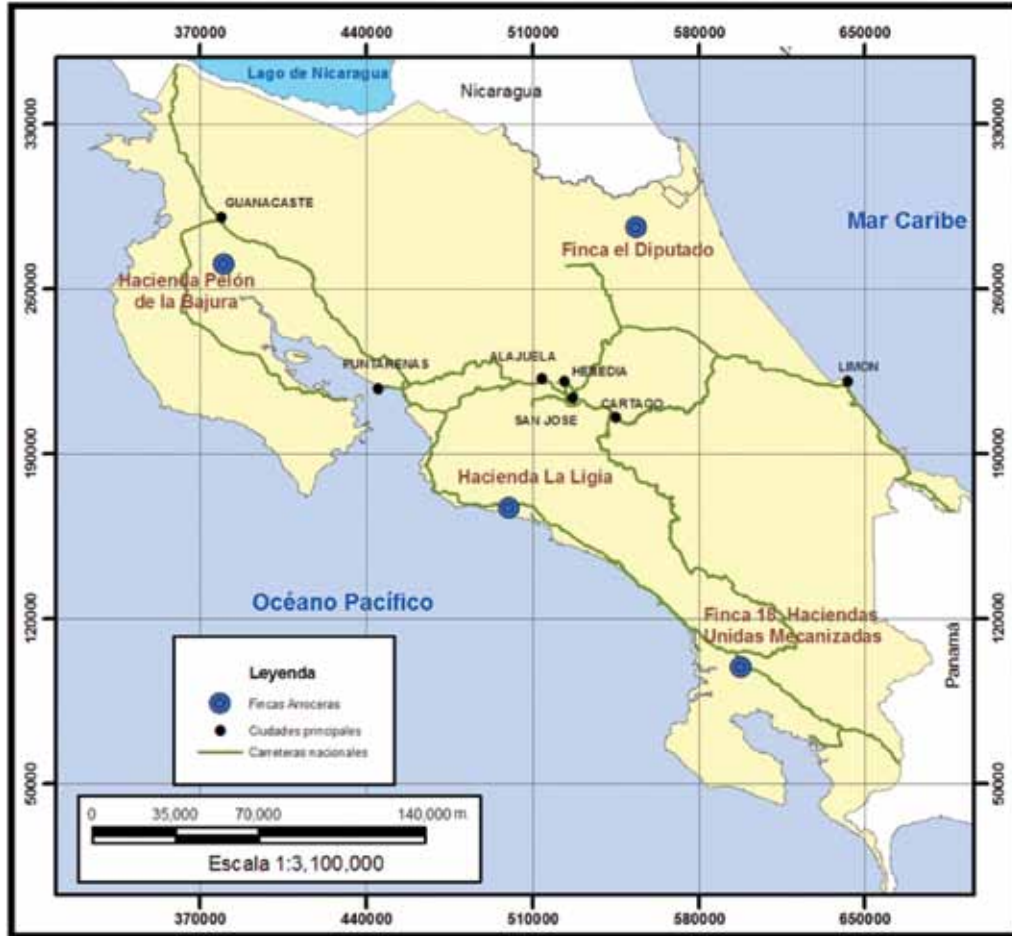 370000 440000 510000 580000 650000
Lago de Nicaragua
Nicaragua
330000 330000
GUANACASTE
Mar Caribe
Finca el Diputado
Hacienda Pelón
de la Bajura
260000 260000
ALAJUELA
PUNTARENAS
HEREDIA
LIMON
CARTAGO
SAN JOSE
190000 190000
Hacienda La Ligia
Océano Pacífico
120000 120000
Finca 18, Haciendas
Unidas Mecanizadas
Panamá
Leyenda
Fincas Arroceras
Ciudades principales
Carreteras nacionales
50000 50000
0 35,000 70,000 140,000 m
Escala 1:3,100,000
370000 440000 510000 580000 650000